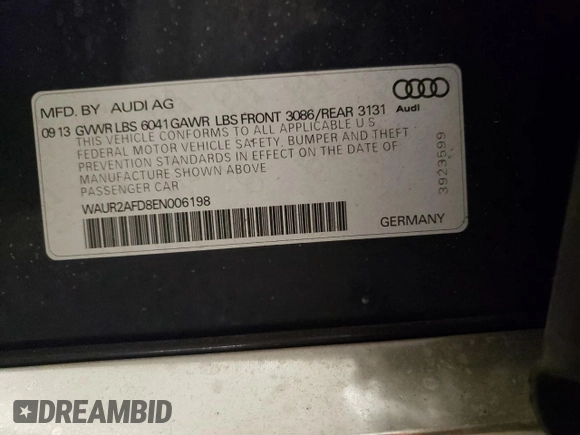 MFD. BY AUDI AG
Audi
09 13 GVWR LBS 6041 GAWR LBS FRONT 3086/REAR 3131
THIS VEHICLE CONFORMS TO ALL APPLICABLE U.S
FEDERAL MOTOR VEHICLE SAFETY, BUMPER AND THEFT
PREVENTION STANDARDS IN EFFECT ON THE DATE OF
MANUFACTURE SHOWN ABOVE
PASSENGER CAR
WAUR2AFD8EN006198
GERMANY
3923599
DREAMBID